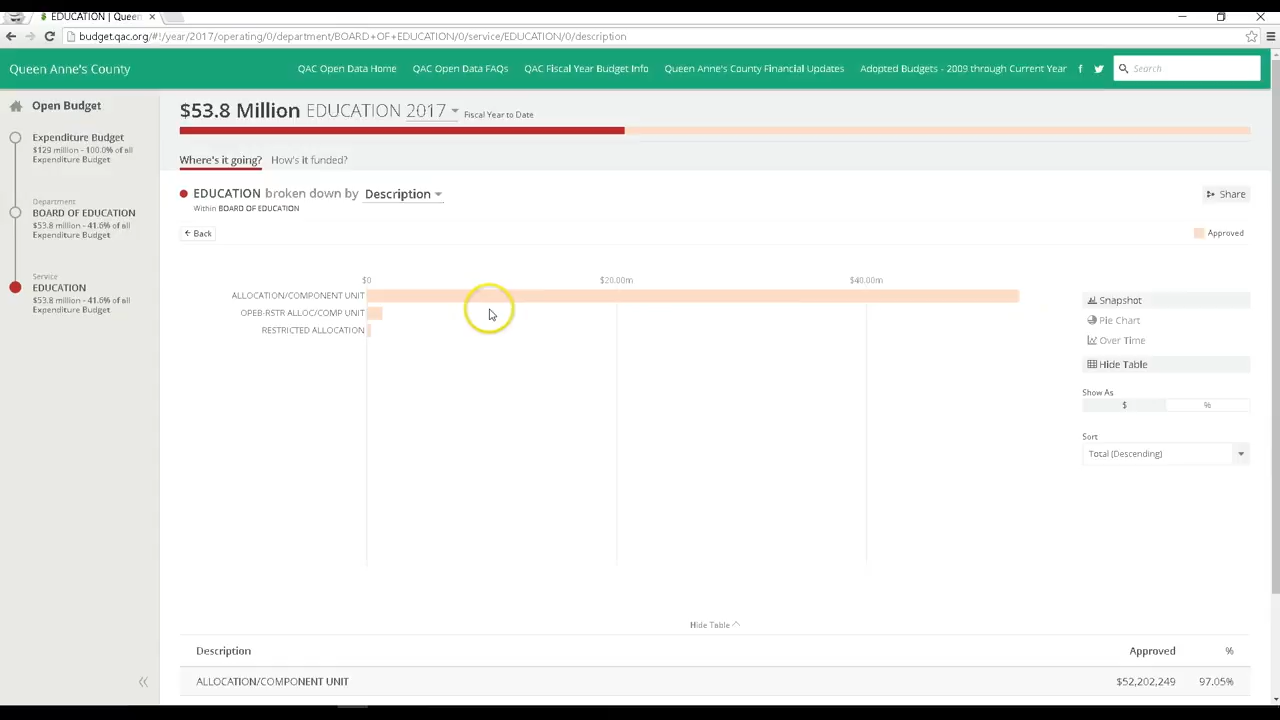 EDUCATION | Queen
budget.qac.org/#!/year/2017/operating/0/department/BOARD+OF+EDUCATION/0/service/EDUCATION/0/description
Queen Anne's County
QAC Open Data Home
QAC Open Data FAQs
QAC Fiscal Year Budget Info
Queen Anne's County Financial Updates
Adopted Budgets - 2009 through Current Year
Search
Open Budget
Expenditure Budget
$129 million - 100.0% of all
Expenditure Budget
Department
BOARD OF EDUCATION
$53.8 million - 41.6% of all
Expenditure Budget
Service
EDUCATION
$53.8 million - 41.6% of all
Expenditure Budget
$53.8 Million EDUCATION 2017 Fiscal Year to Date
Where's it going? How's it funded?
EDUCATION broken down by Description
Within BOARD OF EDUCATION
Share
Back
Approved
$0 $20.00m $40.00m
ALLOCATION/COMPONENT UNIT
OPEB-RSTR ALLOC/COMP UNIT
RESTRICTED ALLOCATION
Snapshot
Pie Chart
Over Time
Hide Table
Show As
$ %
Sort
Total (Descending)
Hide Table
Description Approved %
ALLOCATION/COMPONENT UNIT $52,202,249 97.05%